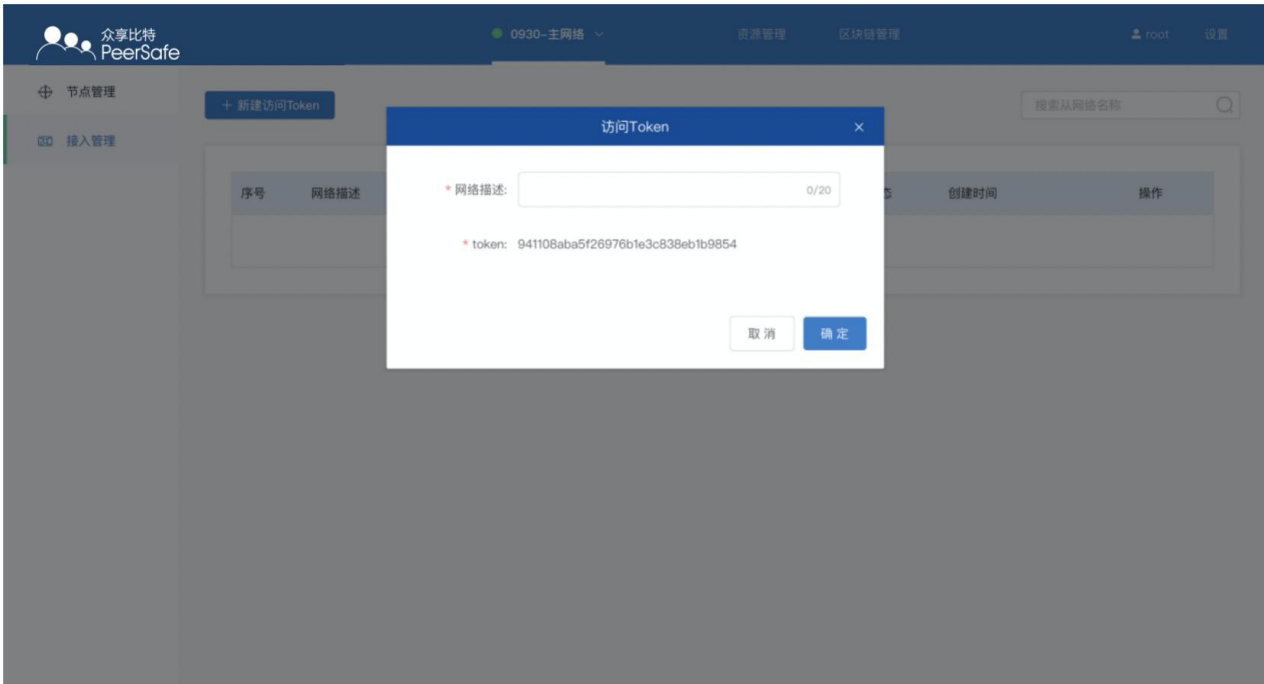 众享比特
PeerSafe
0930-主网络
资源管理
区块链管理
root
设置
节点管理
接入管理
+ 新建访问Token
搜索从网络名称
序号
网络描述
创建时间
操作
访问Token
* 网络描述:
0/20
* token: 941108aba5f26976b1e3c838eb1b9854
取 消
确 定